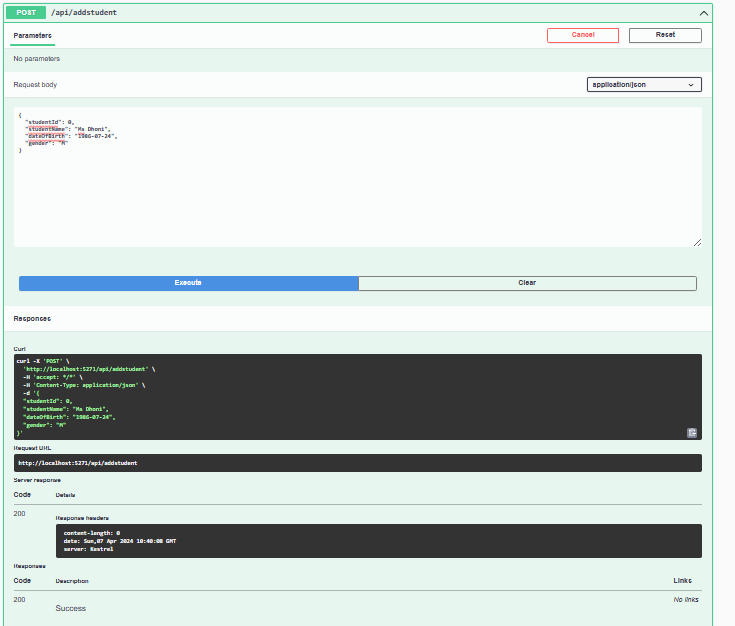 POST /api/addstudent
Parameters
Cancel
Reset
No parameters
Request body
application/json
{
"studentId": 0,
"studentName": "Ms Dhoni",
"dateOfBirth": "1986-07-24",
"gender": "M"
}
Execute
Clear
Responses
Curl
curl -X 'POST' \
'http://localhost:5271/api/addstudent' \
-H 'accept: */*' \
-H 'Content-Type: application/json' \
-d '{
"studentId": 0,
"studentName": "Ms Dhoni",
"dateOfBirth": "1986-07-24",
"gender": "M"
}'
Request URL
http://localhost:5271/api/addstudent
Server response
Code Details
200
Response headers
content-length: 0
date: Sun,07 Apr 2024 10:40:08 GMT
server: Kestrel
Responses
Code Description Links
200 No links
Success